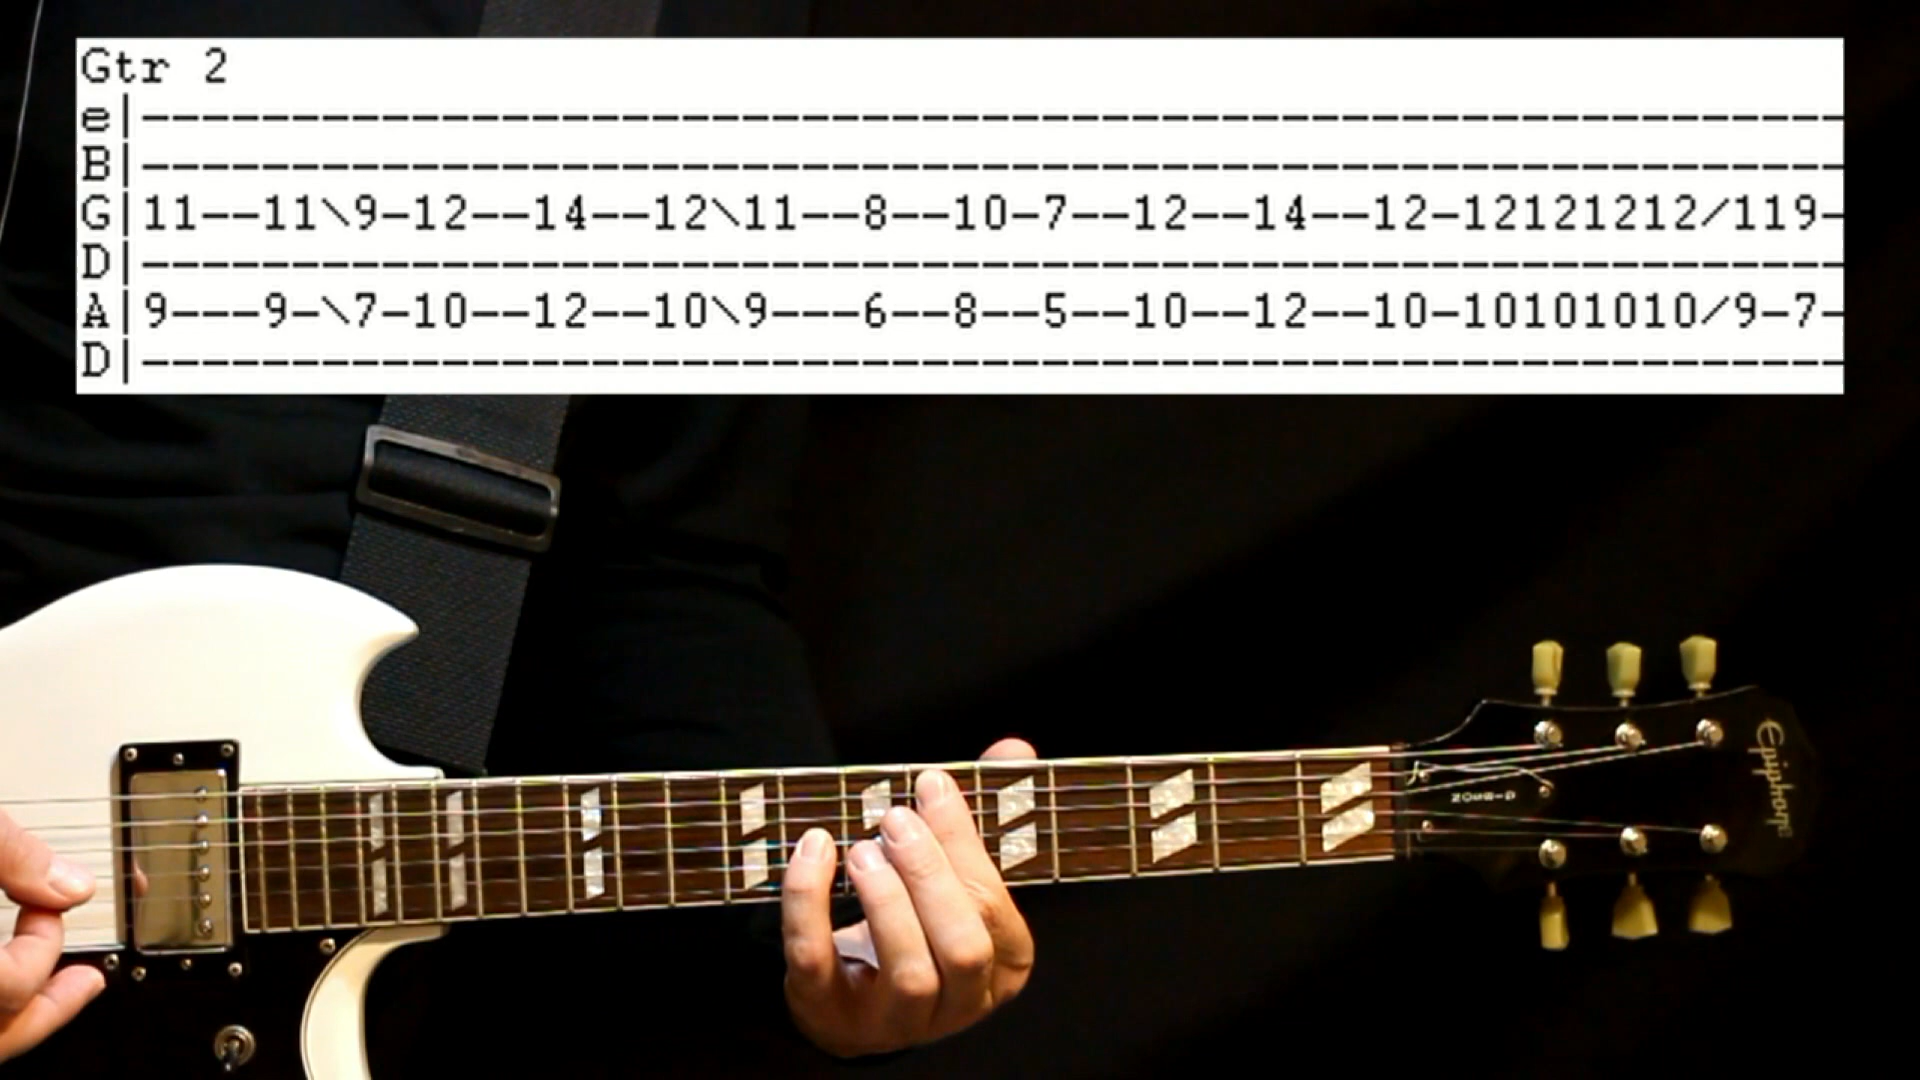 Gtr 2
e|---------------------------------------------------------
B|---------------------------------------------------------
G|11--11\9-12--14--12\11--8--10-7--12--14--12-12121212/119-
D|---------------------------------------------------------
A|9---9-\7-10--12--10\9---6--8--5--10--12--10-10101010/9-7-
D|---------------------------------------------------------
Epiphone
G-400N